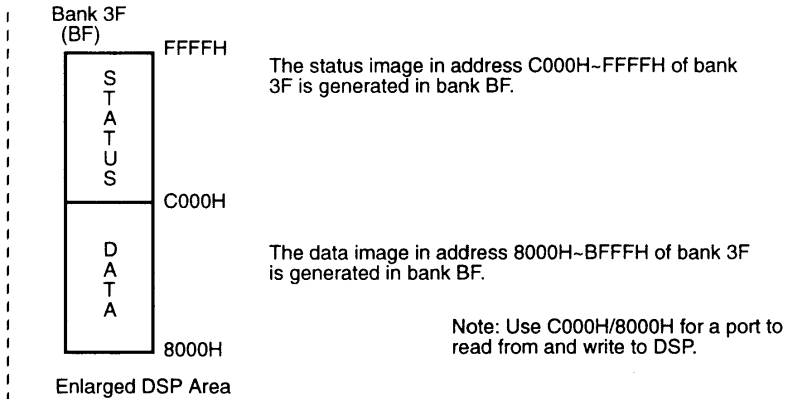 Bank 3F
(BF)
FFFFH
The status image in address C000H~FFFFH of bank
3F is generated in bank BF.
STATUS
C000H
The data image in address 8000H~BFFFH of bank 3F
is generated in bank BF.
DATA
Note: Use C000H/8000H for a port to
read from and write to DSP.
8000H
Enlarged DSP Area